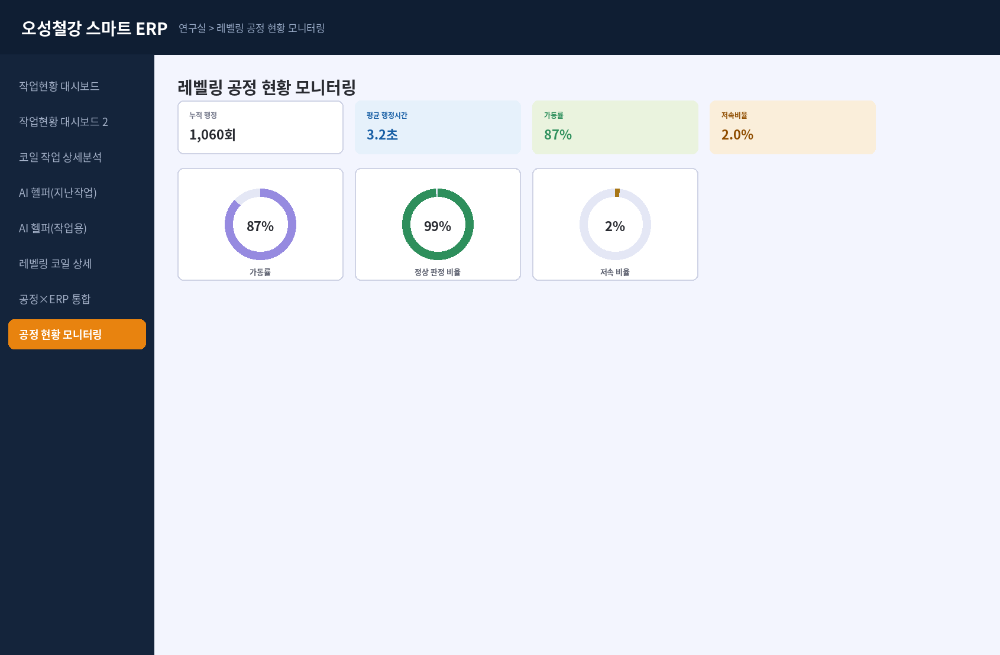 오성철강 스마트 ERP
연구실 > 레벨링 공정 현황 모니터링
작업현황 대시보드
작업현황 대시보드 2
코일 작업 상세분석
AI 헬퍼(지난작업)
AI 헬퍼(작업용)
레벨링 코일 상세
공정×ERP 통합
공정 현황 모니터링
레벨링 공정 현황 모니터링
누적 행정
1,060회
평균 행정시간
3.2초
가동률
87%
저속비율
2.0%
87%
가동률
99%
정상 판정 비율
2%
저속 비율